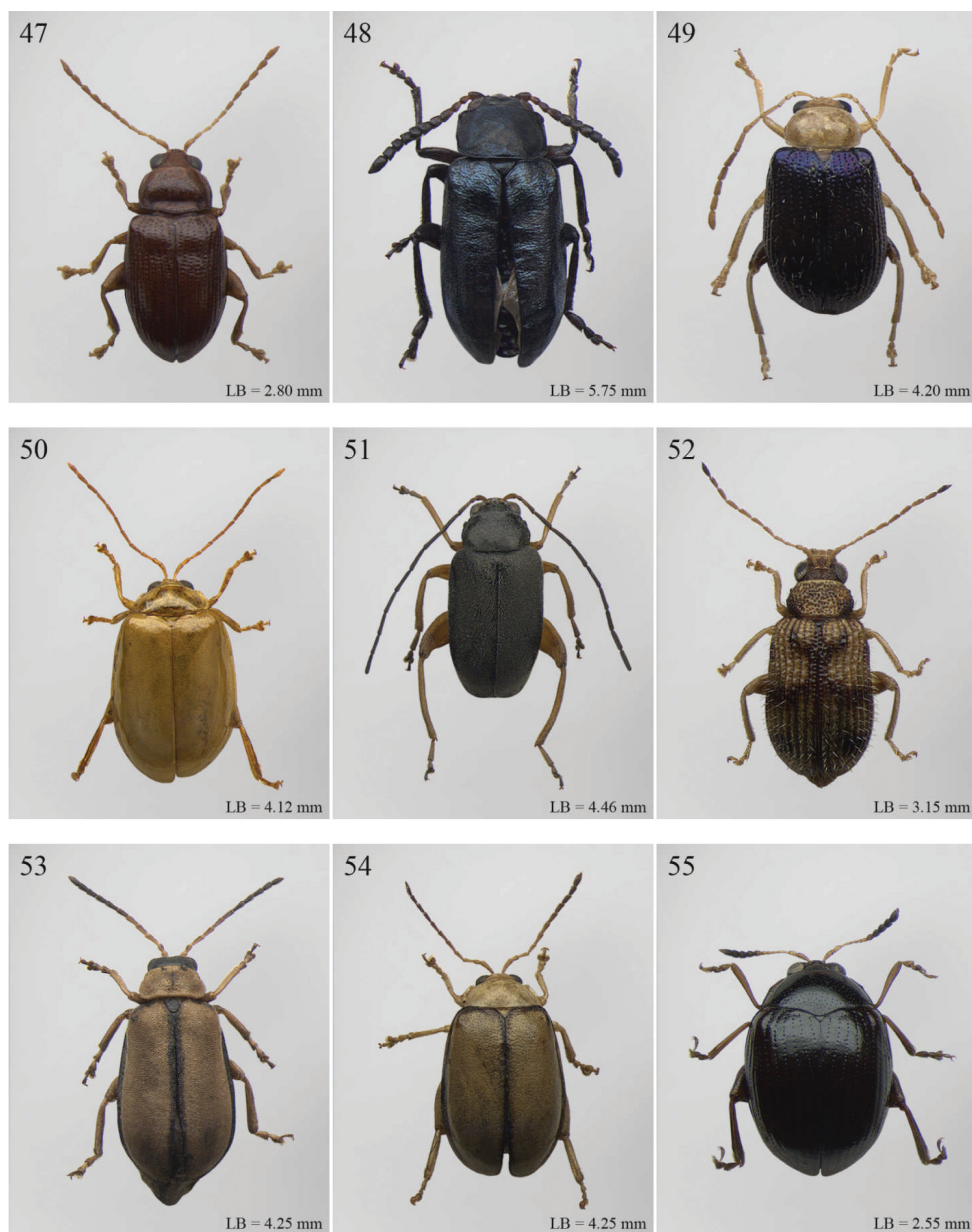 47
48
49
LB = 2.80 mm
LB = 5.75 mm
LB = 4.20 mm
50
51
52
LB = 4.12 mm
LB = 4.46 mm
LB = 3.15 mm
53
54
55
LB = 4.25 mm
LB = 4.25 mm
LB = 2.55 mm